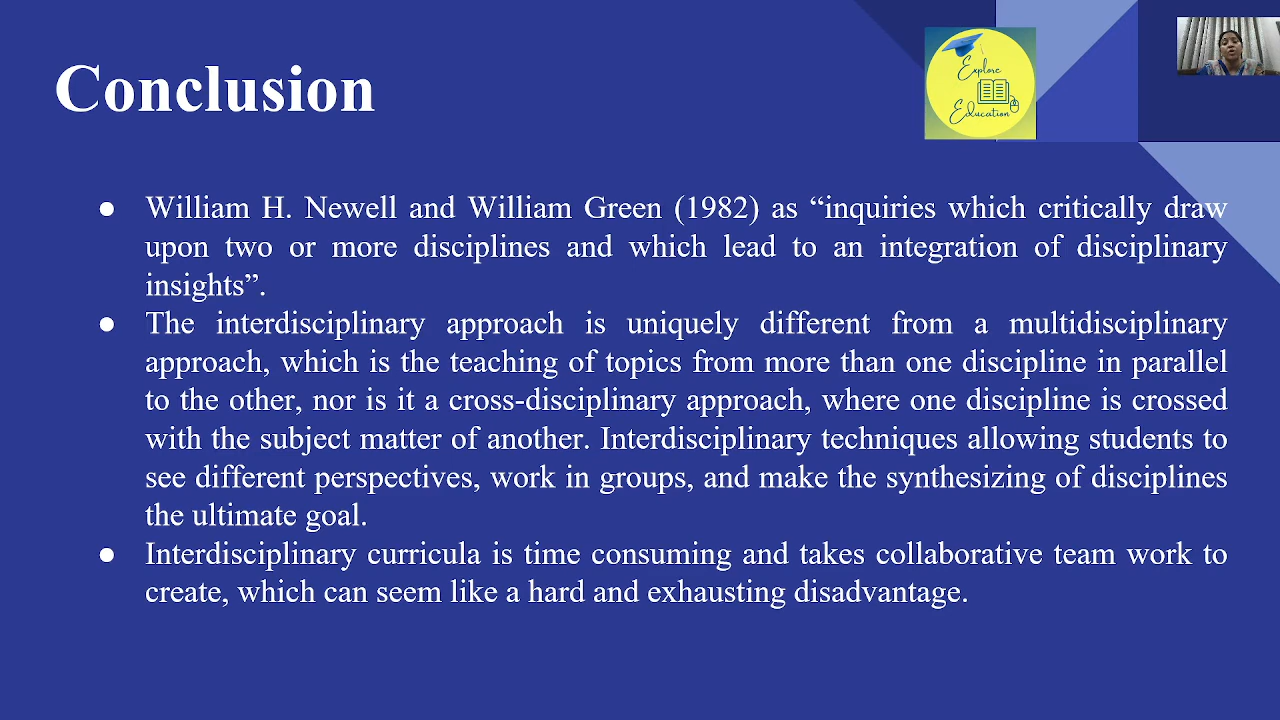 Conclusion
Explore
Education
● William H. Newell and William Green (1982) as “inquiries which critically draw
upon two or more disciplines and which lead to an integration of disciplinary
insights”.
● The interdisciplinary approach is uniquely different from a multidisciplinary
approach, which is the teaching of topics from more than one discipline in parallel
to the other, nor is it a cross-disciplinary approach, where one discipline is crossed
with the subject matter of another. Interdisciplinary techniques allowing students to
see different perspectives, work in groups, and make the synthesizing of disciplines
the ultimate goal.
● Interdisciplinary curricula is time consuming and takes collaborative team work to
create, which can seem like a hard and exhausting disadvantage.